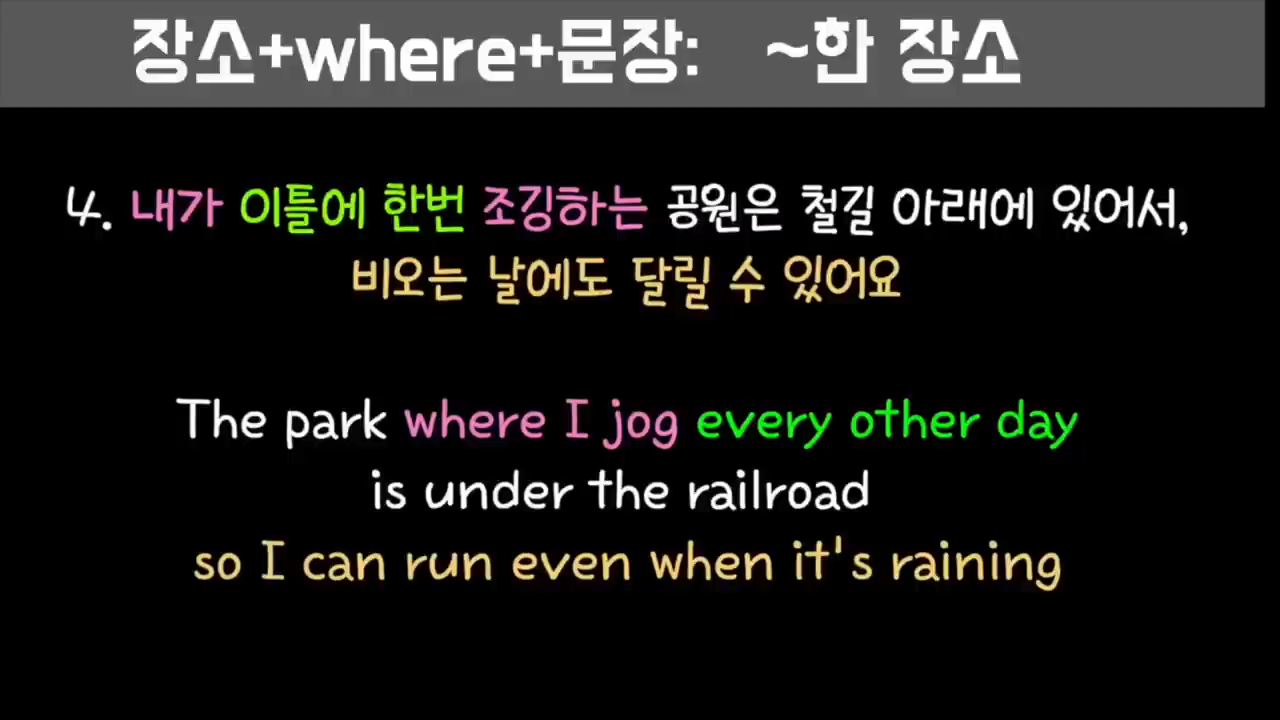 장소+where+문장: ~한 장소
4. 내가 이틀에 한번 조깅하는 공원은 철길 아래에 있어서,
비오는 날에도 달릴 수 있어요
The park where I jog every other day
is under the railroad
so I can run even when it's raining